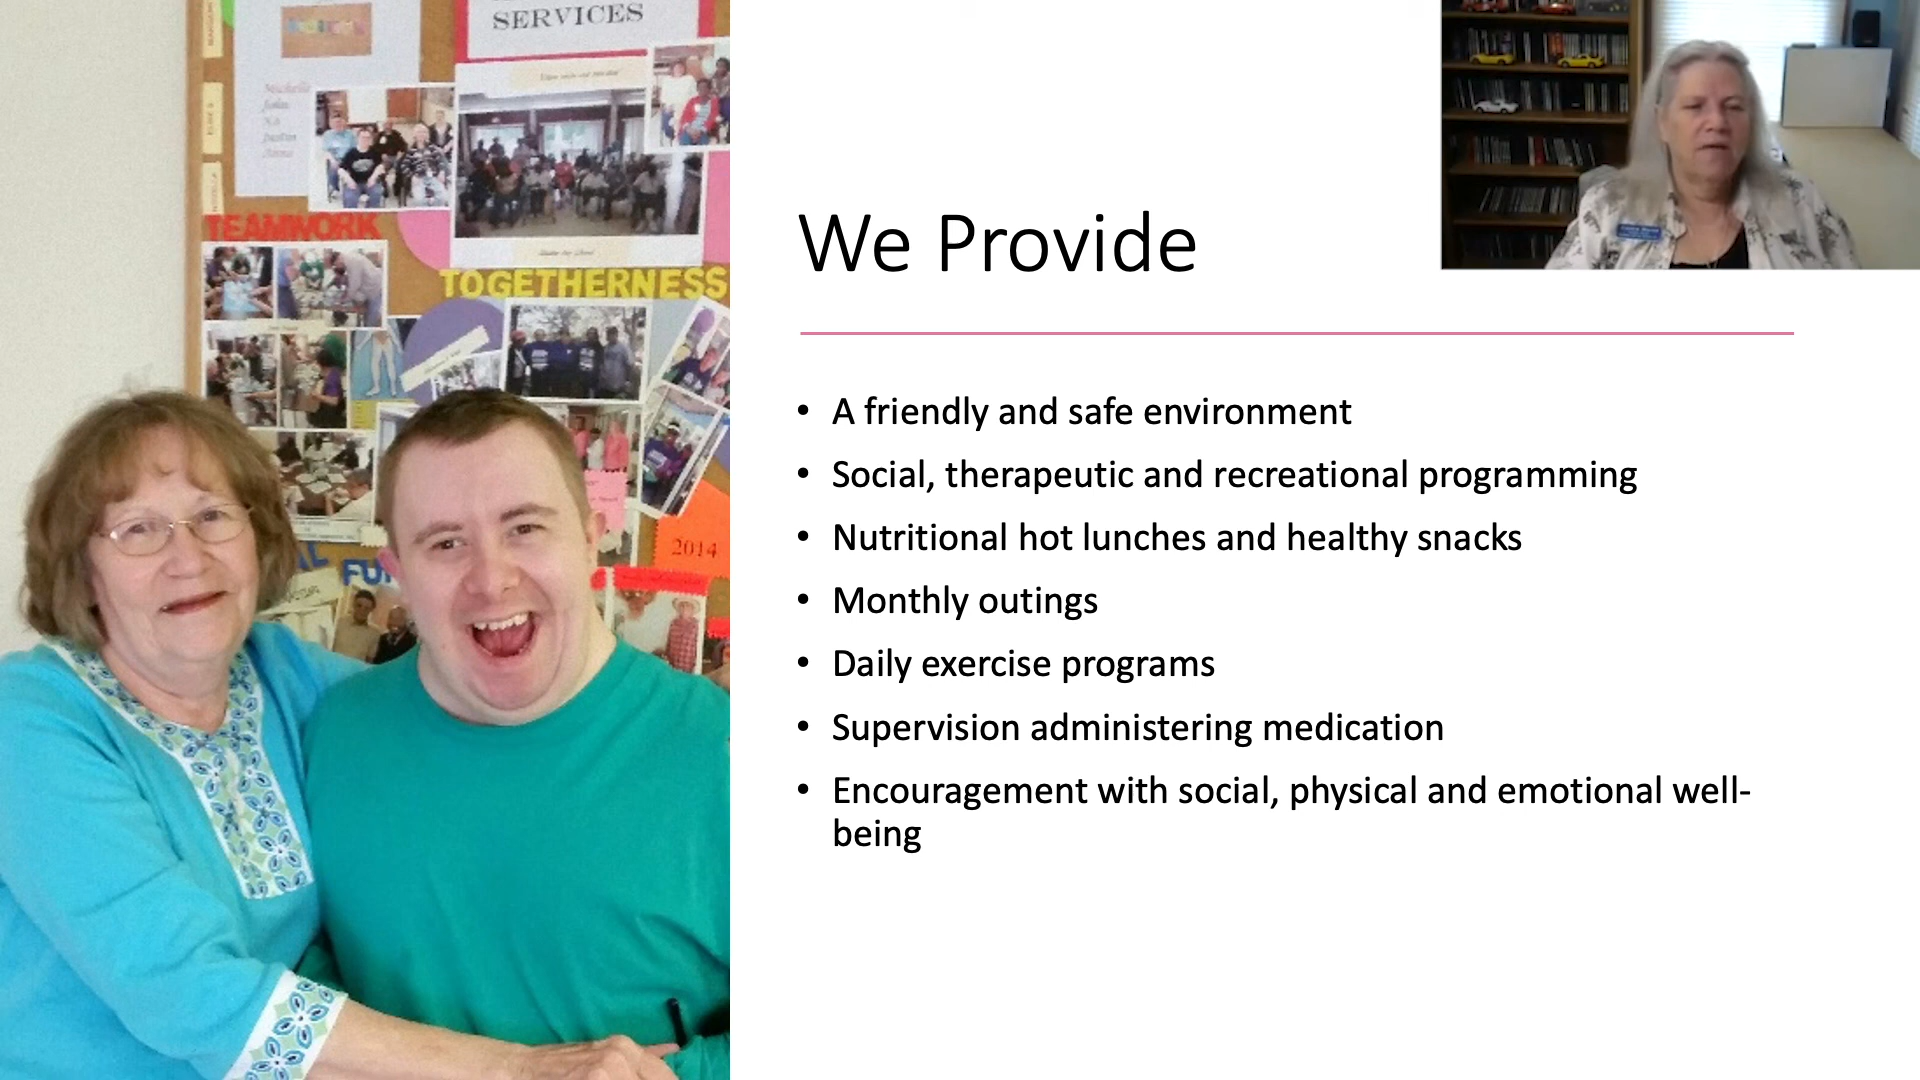 SERVICES
TEAMWORK
TOGETHERNESS
2014
FUN
We Provide
• A friendly and safe environment
• Social, therapeutic and recreational programming
• Nutritional hot lunches and healthy snacks
• Monthly outings
• Daily exercise programs
• Supervision administering medication
• Encouragement with social, physical and emotional well-
being